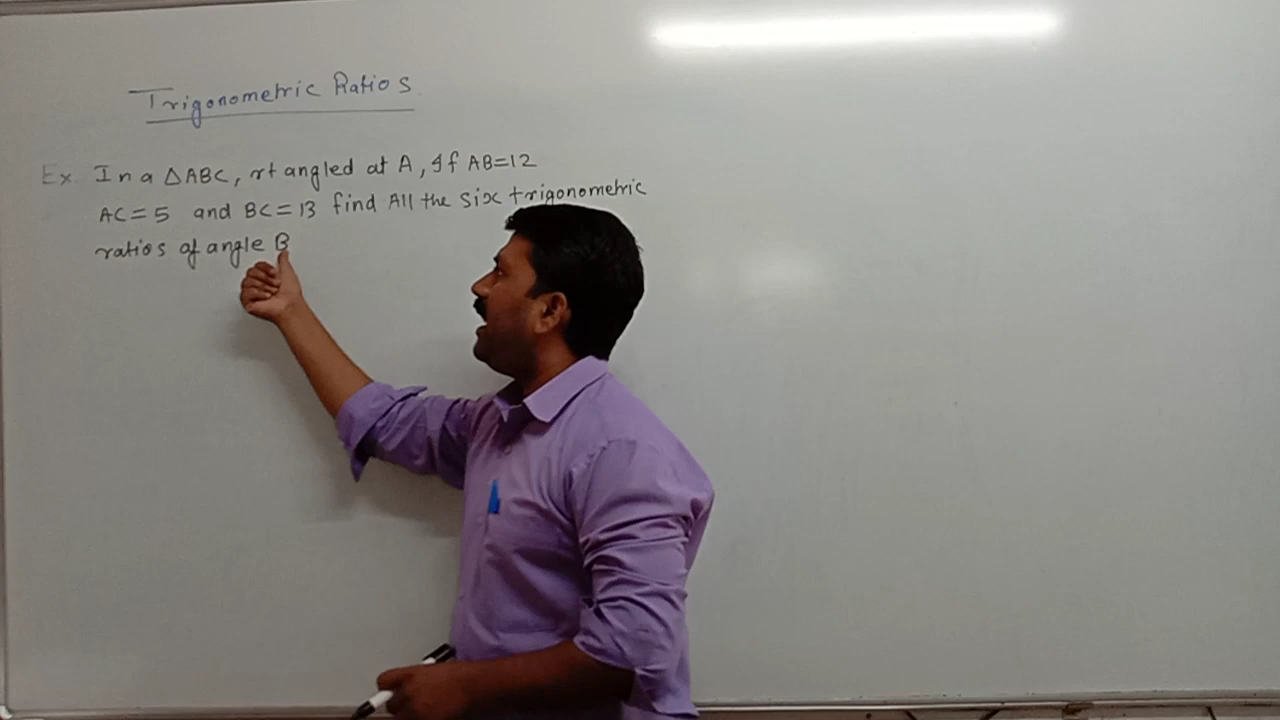 Trigonometric Ratios
Ex. In a △ABC, rt angled at A, If AB=12
AC=5 and BC=13 find All the six trigonometric
ratios of angle B